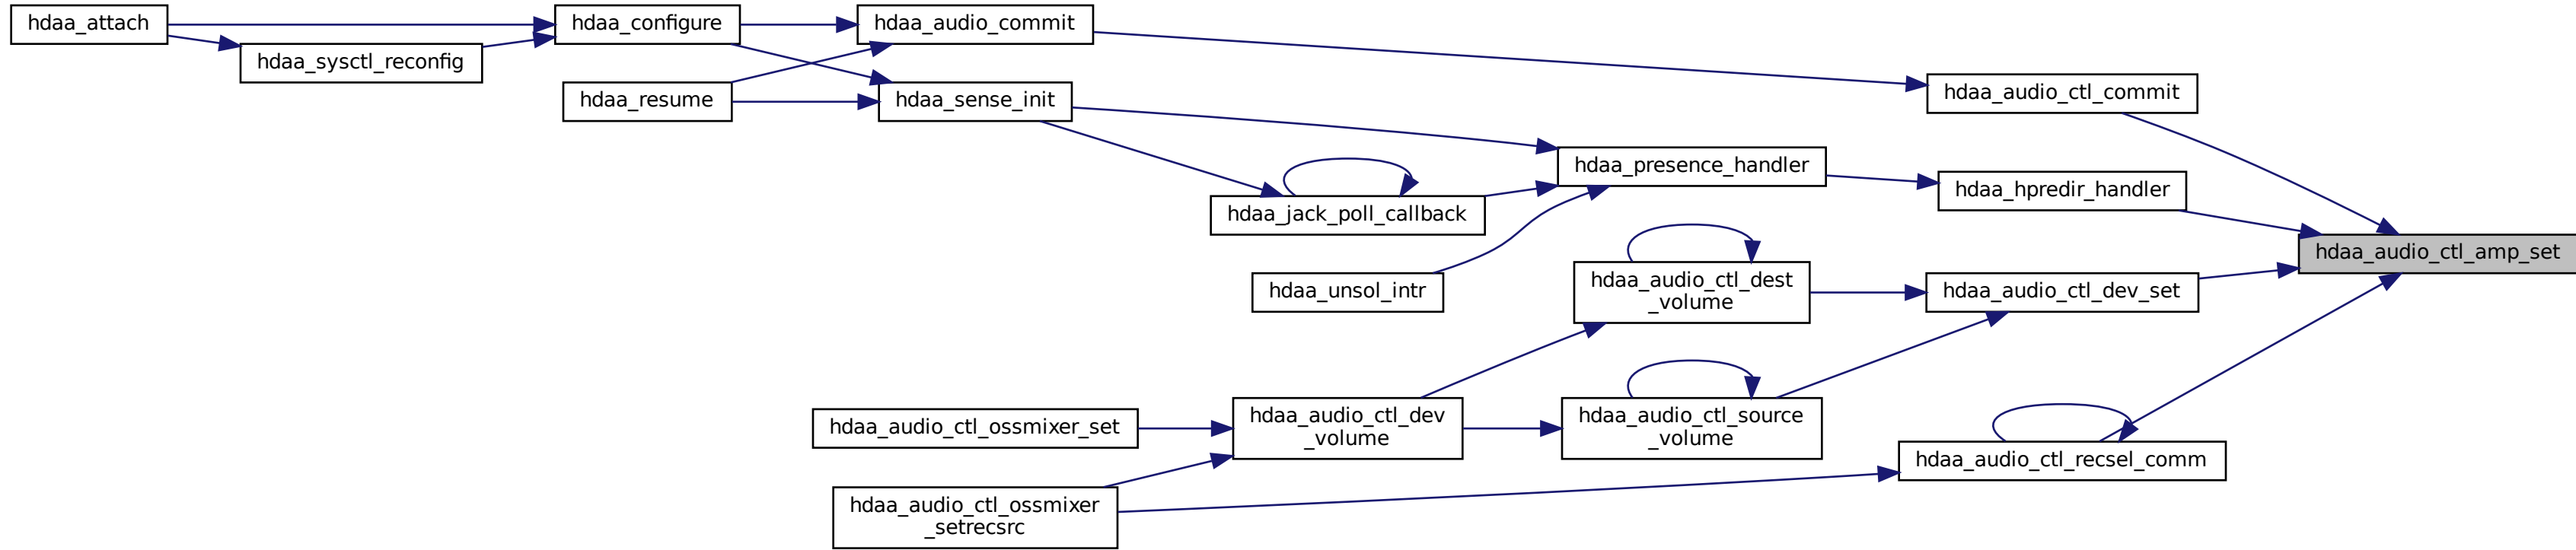 hdaa_attach
hdaa_configure
hdaa_audio_commit
hdaa_sysctl_reconfig
hdaa_resume
hdaa_sense_init
hdaa_audio_ctl_commit
hdaa_presence_handler
hdaa_hpredir_handler
hdaa_jack_poll_callback
hdaa_audio_ctl_amp_set
hdaa_unsol_intr
hdaa_audio_ctl_dest
_volume
hdaa_audio_ctl_dev_set
hdaa_audio_ctl_ossmixer_set
hdaa_audio_ctl_dev
_volume
hdaa_audio_ctl_source
_volume
hdaa_audio_ctl_recsel_comm
hdaa_audio_ctl_ossmixer
_setrecsrc